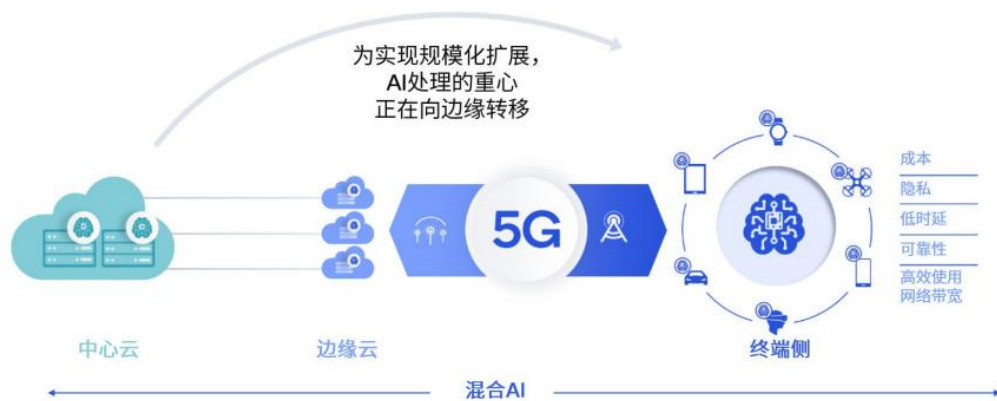 为实现规模化扩展，
AI处理的重心
正在向边缘转移
5G
成本
隐私
低时延
可靠性
高效使用
网络带宽
中心云
边缘云
终端侧
混合AI